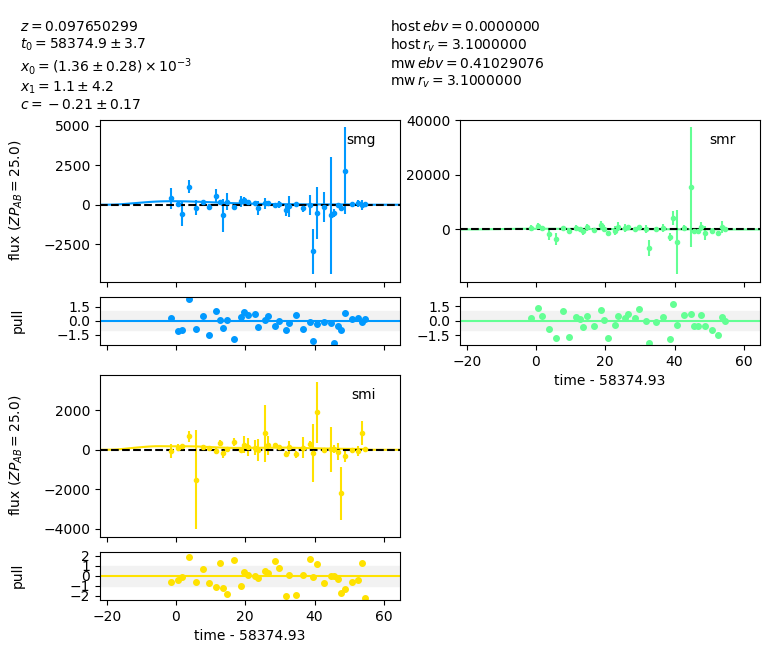 z = 0.097650299
t₀ = 58374.9 ± 3.7
x₀ = (1.36 ± 0.28) × 10⁻³
x₁ = 1.1 ± 4.2
c = −0.21 ± 0.17
host ebv = 0.0000000
host r_v = 3.1000000
mw ebv = 0.41029076
mw r_v = 3.1000000
smg
5000
2500
0
−2500
flux (ZP_AB = 25.0)
smr
40000
20000
0
1.5
0.0
−1.5
pull
1.5
0.0
−1.5
−20 0 20 40 60
time - 58374.93
smi
2000
0
−2000
−4000
flux (ZP_AB = 25.0)
2
1
0
−1
−2
pull
−20 0 20 40 60
time - 58374.93